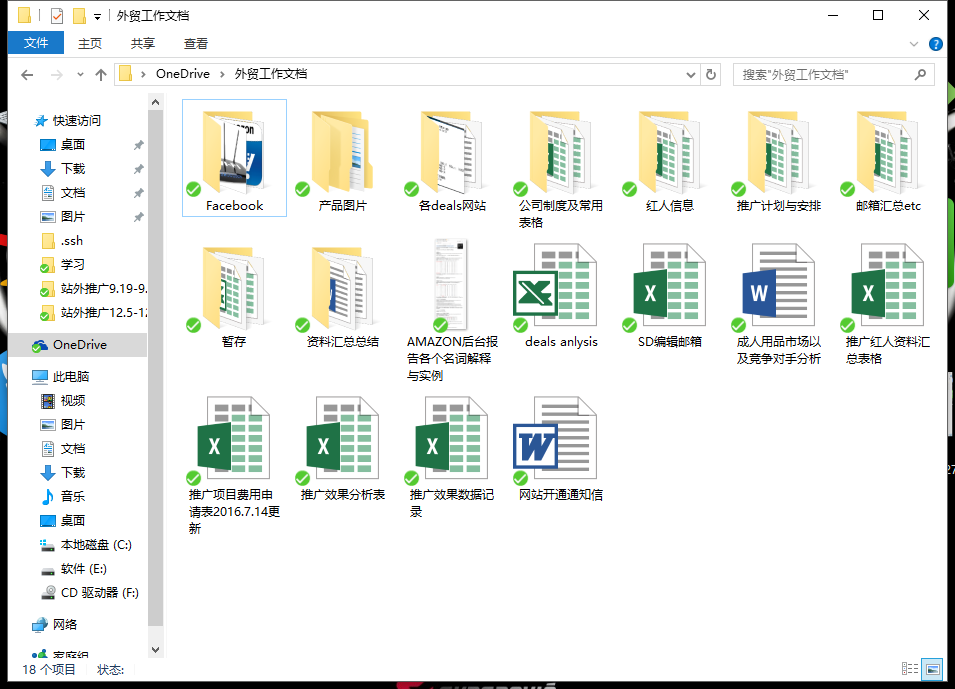 外贸工作文档
文件 主页 共享 查看
OneDrive 外贸工作文档 搜索"外贸工作文档"
快速访问
桌面
下载
文档
图片
.ssh
学习
站外推广9.19-9.
站外推广12.5-12
OneDrive
此电脑
视频
图片
文档
下载
音乐
桌面
本地磁盘 (C:)
软件 (E:)
CD 驱动器 (F:)
网络
家庭组
Facebook
产品图片
各deals网站
公司制度及常用
表格
红人信息
推广计划与安排
邮箱汇总etc
暂存
资料汇总总结
AMAZON后台报
告各个名词解释
与实例
deals anlysis
SD编辑邮箱
成人用品市场以
及竞争对手分析
推广红人资料汇
总表格
推广项目费用申
请表2016.7.14更
新
推广效果分析表
推广效果数据记
录
网站开通通知信
18 个项目 状态: